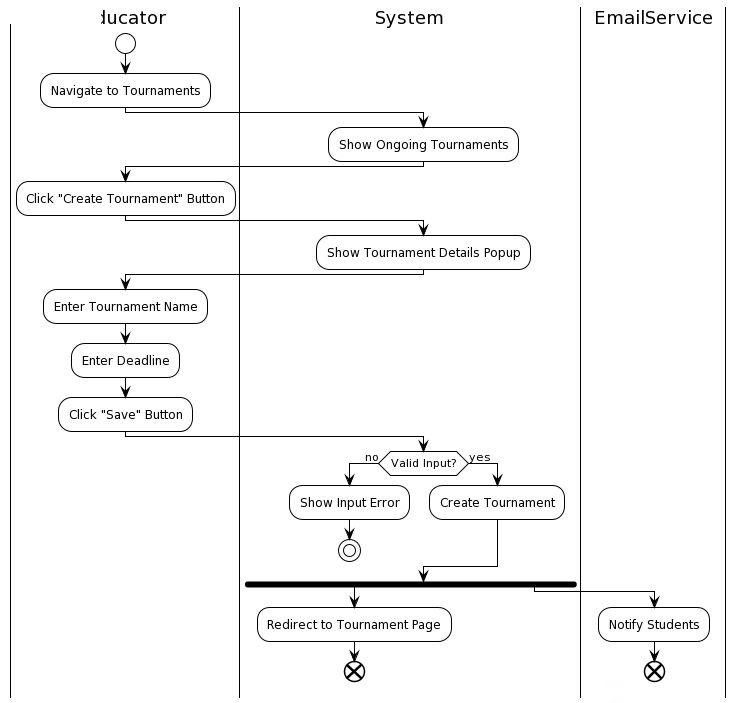 ducator
System
EmailService
Navigate to Tournaments
Show Ongoing Tournaments
Click "Create Tournament" Button
Show Tournament Details Popup
Enter Tournament Name
Enter Deadline
Click "Save" Button
no
Valid Input?
yes
Show Input Error
Create Tournament
Redirect to Tournament Page
Notify Students